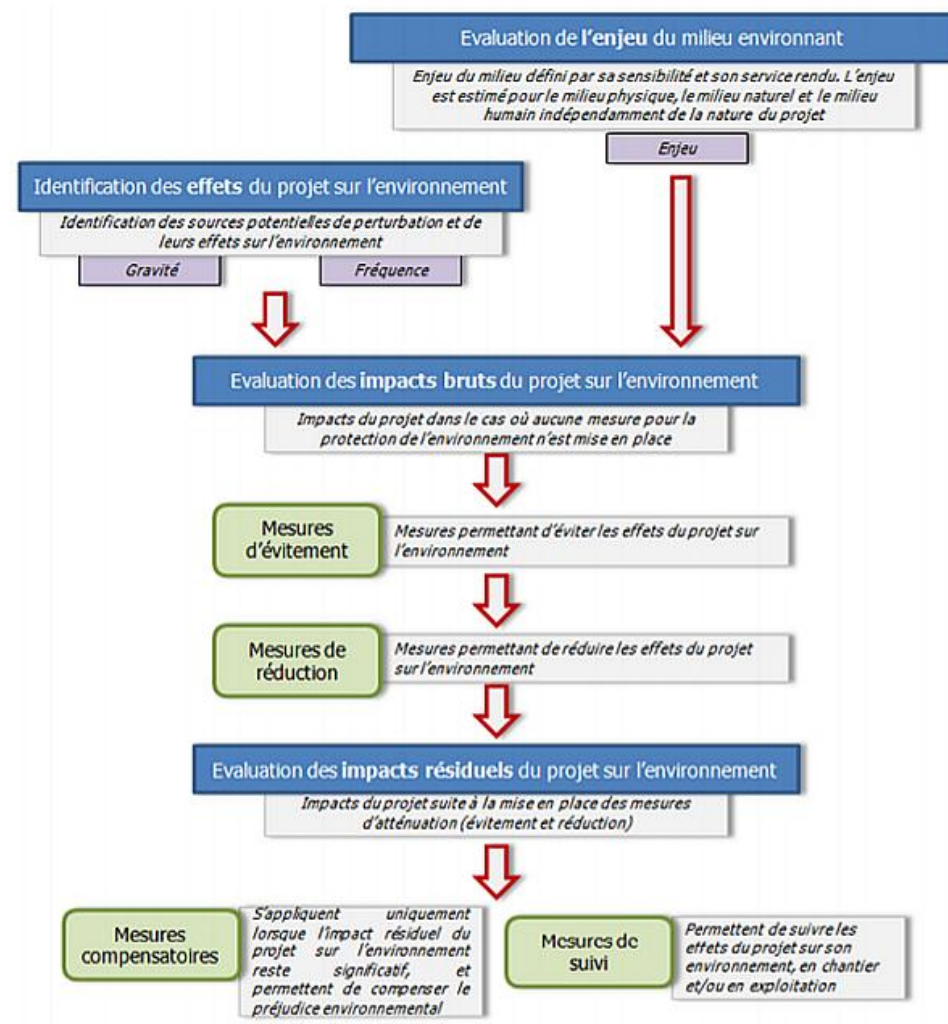 Evaluation de l'enjeu du milieu environnant
Enjeu du milieu défini par sa sensibilité et son service rendu. L'enjeu
est estimé pour le milieu physique, le milieu naturel et le milieu
humain indépendamment de la nature du projet
Enjeu
Identification des effets du projet sur l'environnement
Identification des sources potentielles de perturbation et de
leurs effets sur l'environnement
Gravité
Fréquence
Evaluation des impacts bruts du projet sur l'environnement
Impacts du projet dans le cas où aucune mesure pour la
protection de l'environnement n'est mise en place
Mesures
d'évitement
Mesures permettant d'éviter les effets du projet sur
l'environnement
Mesures de
réduction
Mesures permettant de réduire les effets du projet
sur l'environnement
Evaluation des impacts résiduels du projet sur l'environnement
Impacts du projet suite à la mise en place des mesures
d'atténuation (évitement et réduction)
Mesures
compensatoires
S'appliquent uniquement
lorsque l'impact résiduel du
projet sur l'environnement
reste significatif, et
permettent de compenser le
préjudice environnemental
Mesures de
suivi
Permettent de suivre les
effets du projet sur son
environnement, en chantier
et/ou en exploitation